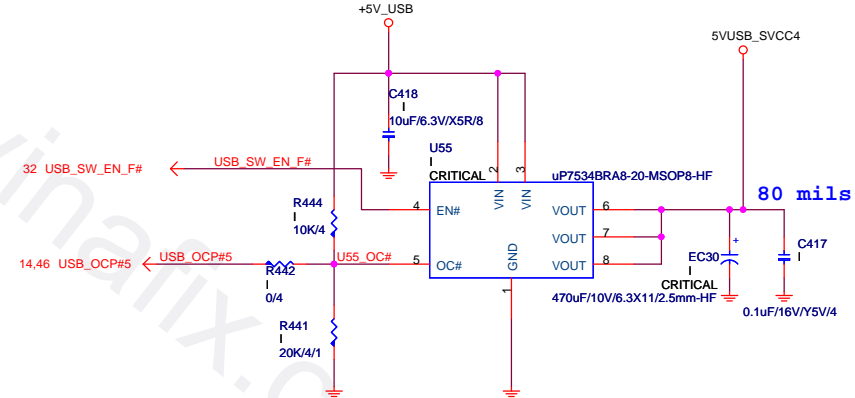 +5V_USB
5VUSB_SVCC4
C418
I
10uF/6.3V/X5R/8
32 USB_SW_EN_F#
USB_SW_EN_F#
U55
I
CRITICAL
2
3
uP7534BRA8-20-MSOP8-HF
80 mils
R444
I
10K/4
4
EN#
VIN
VIN
VOUT
6
VOUT
7
14,46 USB_OCP#5
USB_OCP#5
R442
I
0/4
U55_OC#
5
OC#
GND
VOUT
8
EC30
I
CRITICAL
470uF/10V/6.3X11/2.5mm-HF
+
C417
I
0.1uF/16V/Y5V/4
1
R441
I
20K/4/1
vinafix.c